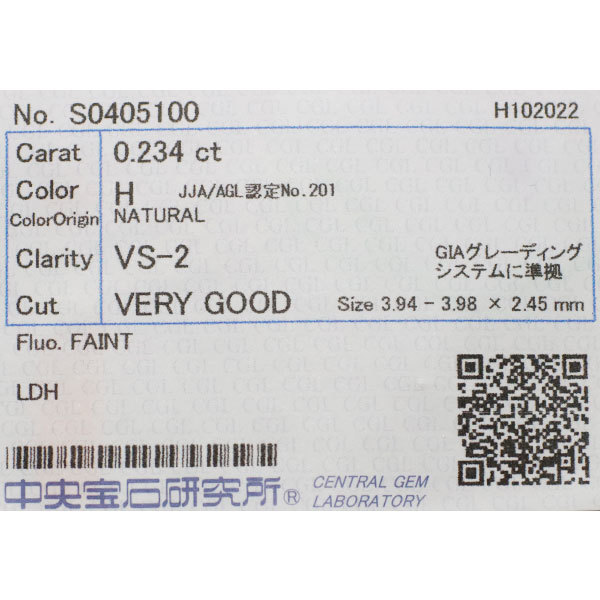 No. S0405100 H102022
Carat 0.234 ct
Color H JJA/AGL認定No.201
ColorOrigin NATURAL
Clarity VS-2 GIAグレーディング
システムに準拠
Cut VERY GOOD Size 3.94 - 3.98 × 2.45 mm
Fluo. FAINT
LDH
中央宝石研究所® CENTRAL GEM
LABORATORY